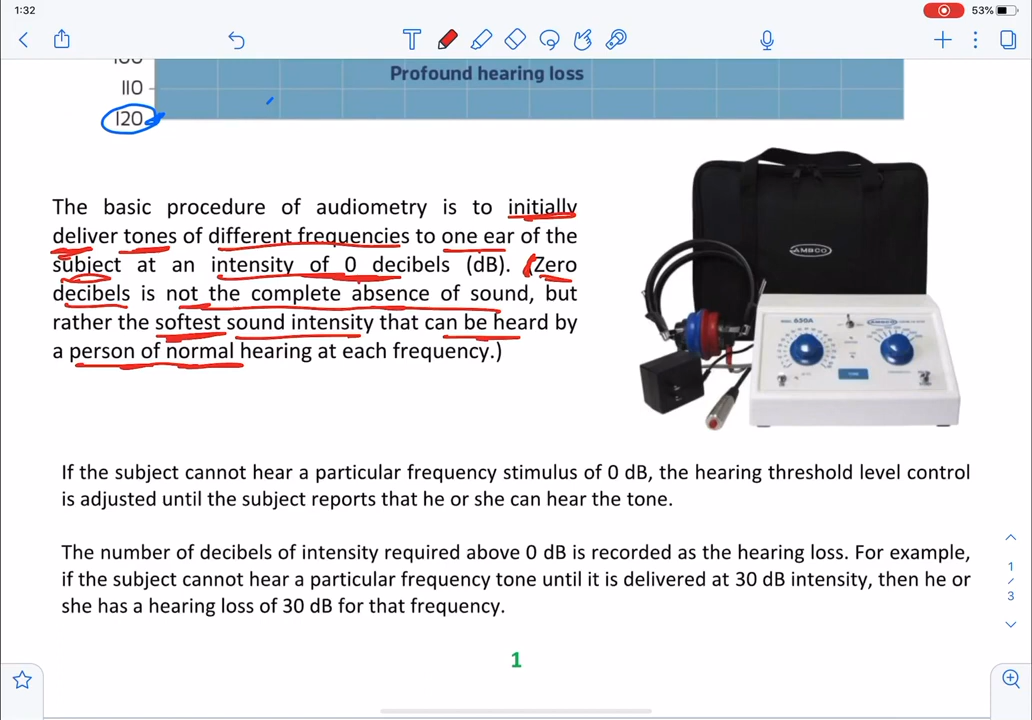 1:32
53%
T
100
110
Profound hearing loss
120
The basic procedure of audiometry is to initially
deliver tones of different frequencies to one ear of the
subject at an intensity of 0 decibels (dB). (Zero
decibels is not the complete absence of sound, but
rather the softest sound intensity that can be heard by
a person of normal hearing at each frequency.)
AMBCO
650A
AMBCO
If the subject cannot hear a particular frequency stimulus of 0 dB, the hearing threshold level control
is adjusted until the subject reports that he or she can hear the tone.
The number of decibels of intensity required above 0 dB is recorded as the hearing loss. For example,
if the subject cannot hear a particular frequency tone until it is delivered at 30 dB intensity, then he or
she has a hearing loss of 30 dB for that frequency.
1
/
3
1